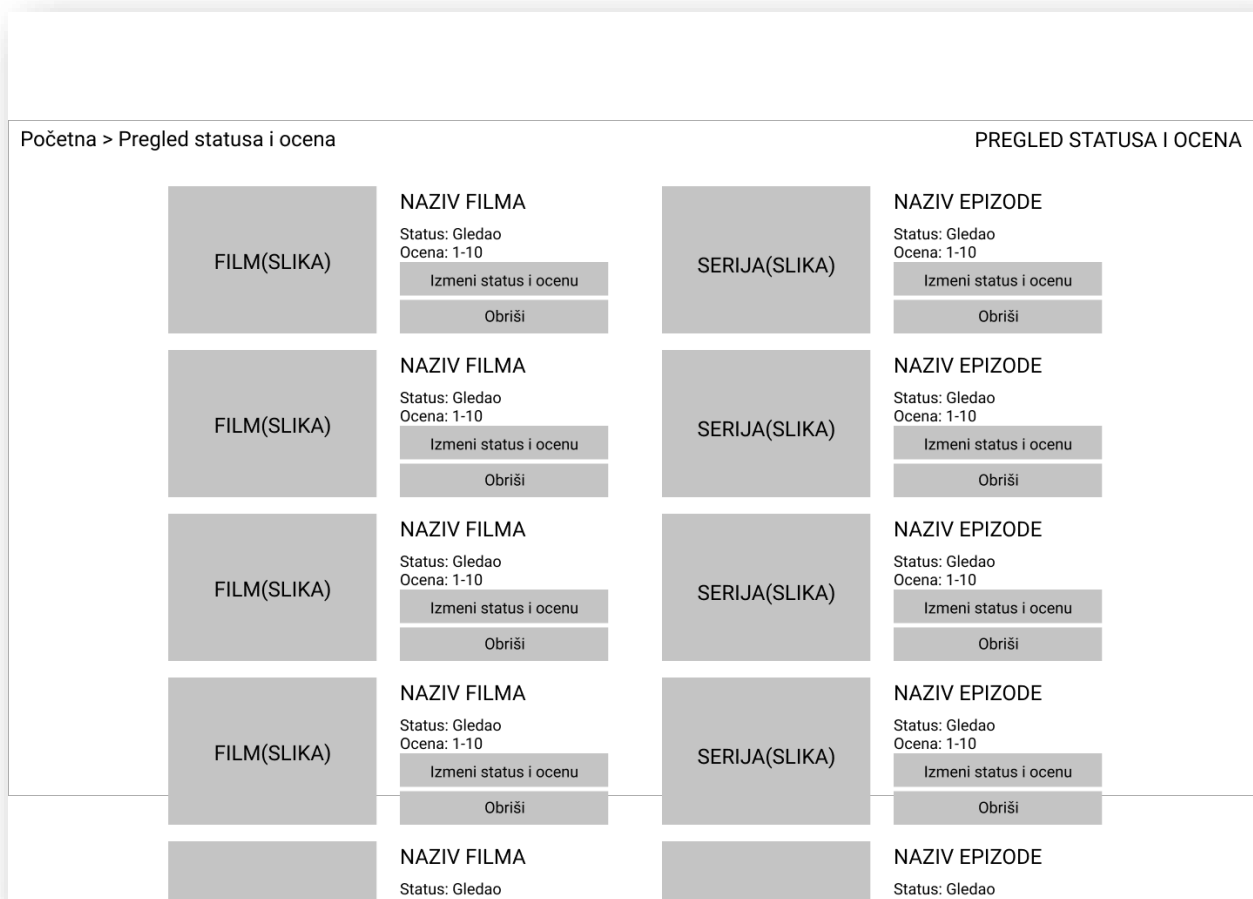 Početna > Pregled statusa i ocena
PREGLED STATUSA I OCENA
FILM(SLIKA)
NAZIV FILMA
Status: Gledao
Ocena: 1-10
Izmeni status i ocenu
Obriši
SERIJA(SLIKA)
NAZIV EPIZODE
Status: Gledao
Ocena: 1-10
Izmeni status i ocenu
Obriši
FILM(SLIKA)
NAZIV FILMA
Status: Gledao
Ocena: 1-10
Izmeni status i ocenu
Obriši
SERIJA(SLIKA)
NAZIV EPIZODE
Status: Gledao
Ocena: 1-10
Izmeni status i ocenu
Obriši
FILM(SLIKA)
NAZIV FILMA
Status: Gledao
Ocena: 1-10
Izmeni status i ocenu
Obriši
SERIJA(SLIKA)
NAZIV EPIZODE
Status: Gledao
Ocena: 1-10
Izmeni status i ocenu
Obriši
FILM(SLIKA)
NAZIV FILMA
Status: Gledao
Ocena: 1-10
Izmeni status i ocenu
Obriši
SERIJA(SLIKA)
NAZIV EPIZODE
Status: Gledao
Ocena: 1-10
Izmeni status i ocenu
Obriši
NAZIV FILMA
Status: Gledao
NAZIV EPIZODE
Status: Gledao